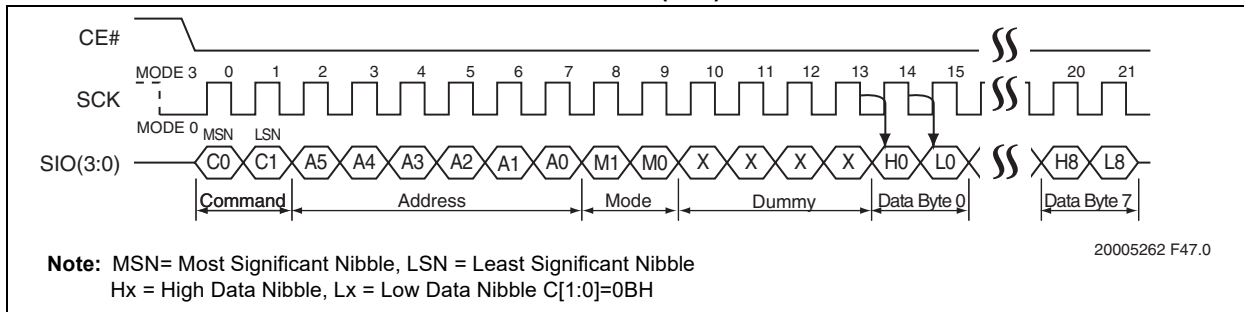 CE#
MODE 3 0 1 2 3 4 5 6 7 8 9 10 11 12 13 14 15 20 21
SCK
MODE 0
MSN LSN
SIO(3:0) C0 C1 A5 A4 A3 A2 A1 A0 M1 M0 X X X X H0 L0 H8 L8
Command Address Mode Dummy Data Byte 0 Data Byte 7
20005262 F47.0
Note: MSN= Most Significant Nibble, LSN = Least Significant Nibble
Hx = High Data Nibble, Lx = Low Data Nibble C[1:0]=0BH